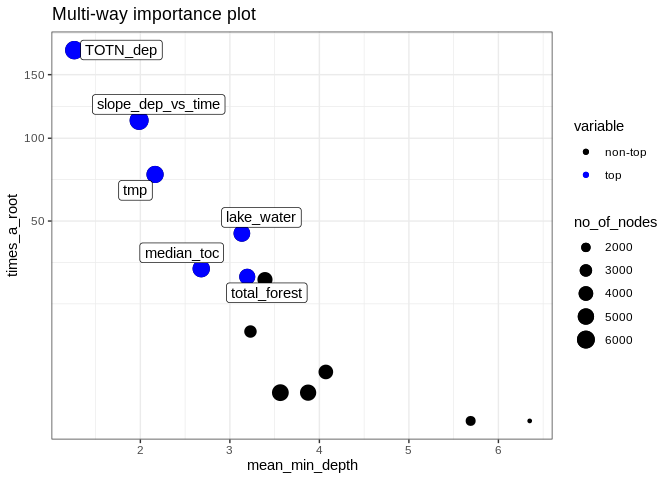 Multi-way importance plot
TOTN_dep
slope_dep_vs_time
tmp
lake_water
median_toc
total_forest
150
100
50
times_a_root
2
3
4
5
6
mean_min_depth
variable
non-top
top
no_of_nodes
2000
3000
4000
5000
6000